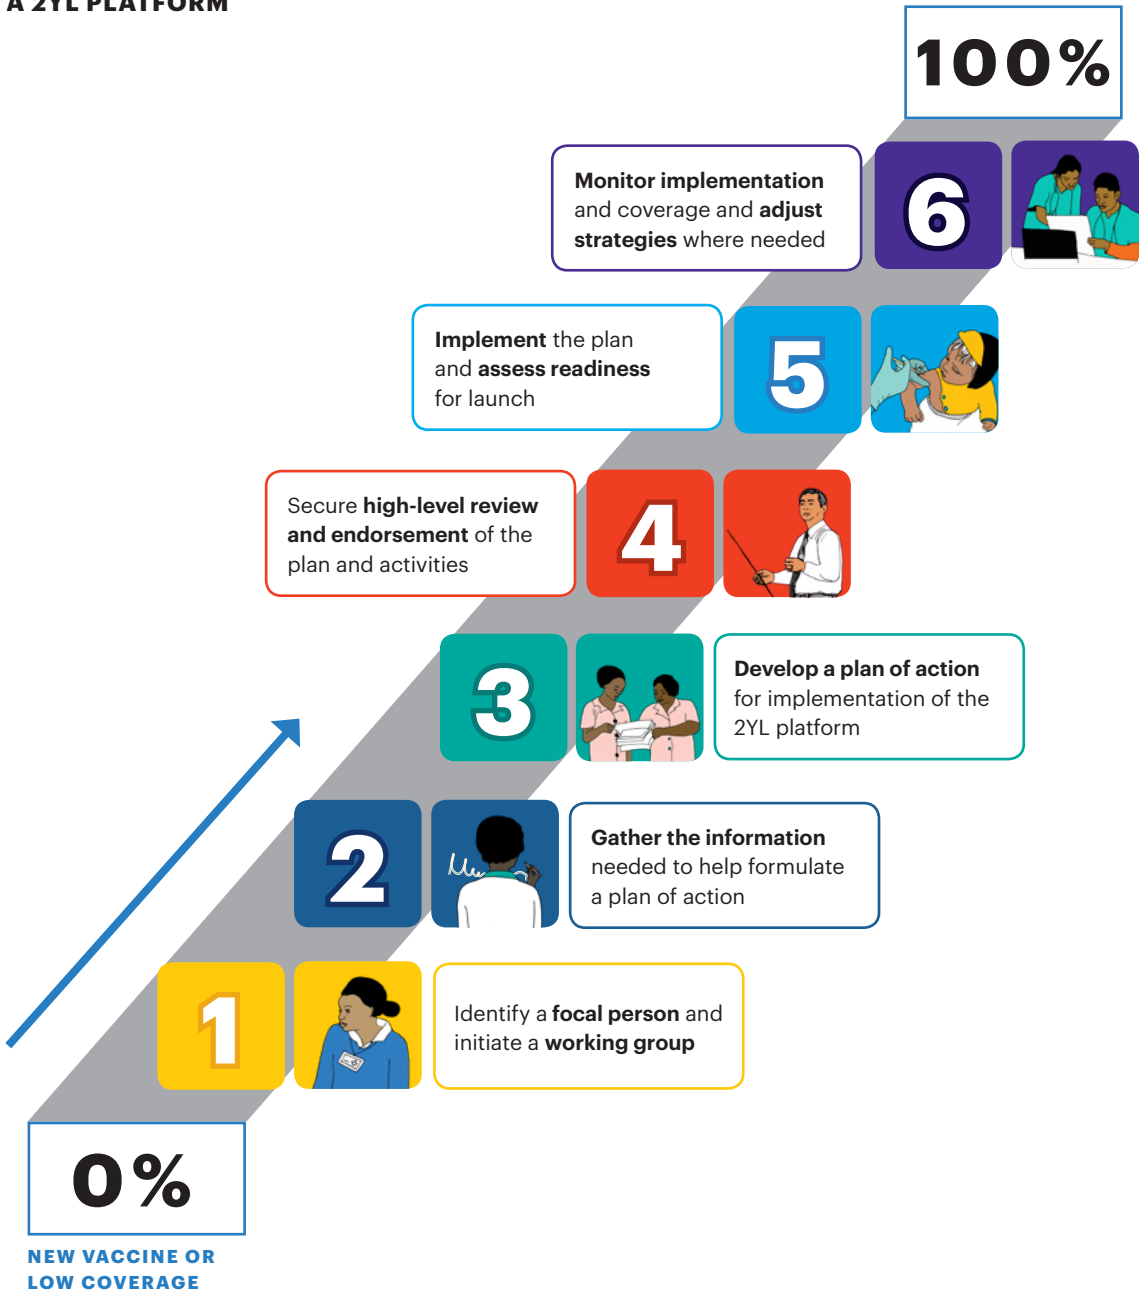 A 2YL PLATFORM
100%
Monitor implementation
and coverage and adjust
strategies where needed
6
Implement the plan
and assess readiness
for launch
5
Secure high-level review
and endorsement of the
plan and activities
4
3
Develop a plan of action
for implementation of the
2YL platform
2
Gather the information
needed to help formulate
a plan of action
1
Identify a focal person and
initiate a working group
0%
NEW VACCINE OR
LOW COVERAGE